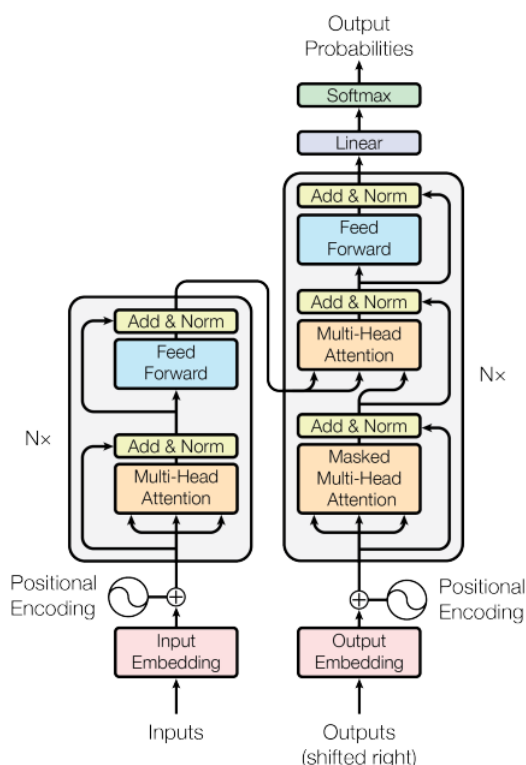 Output
Probabilities
Softmax
Linear
Add & Norm
Feed
Forward
Add & Norm
Multi-Head
Attention
Add & Norm
Masked
Multi-Head
Attention
N×
Positional
Encoding
Output
Embedding
Outputs
(shifted right)
Add & Norm
Feed
Forward
Add & Norm
Multi-Head
Attention
N×
Positional
Encoding
Input
Embedding
Inputs